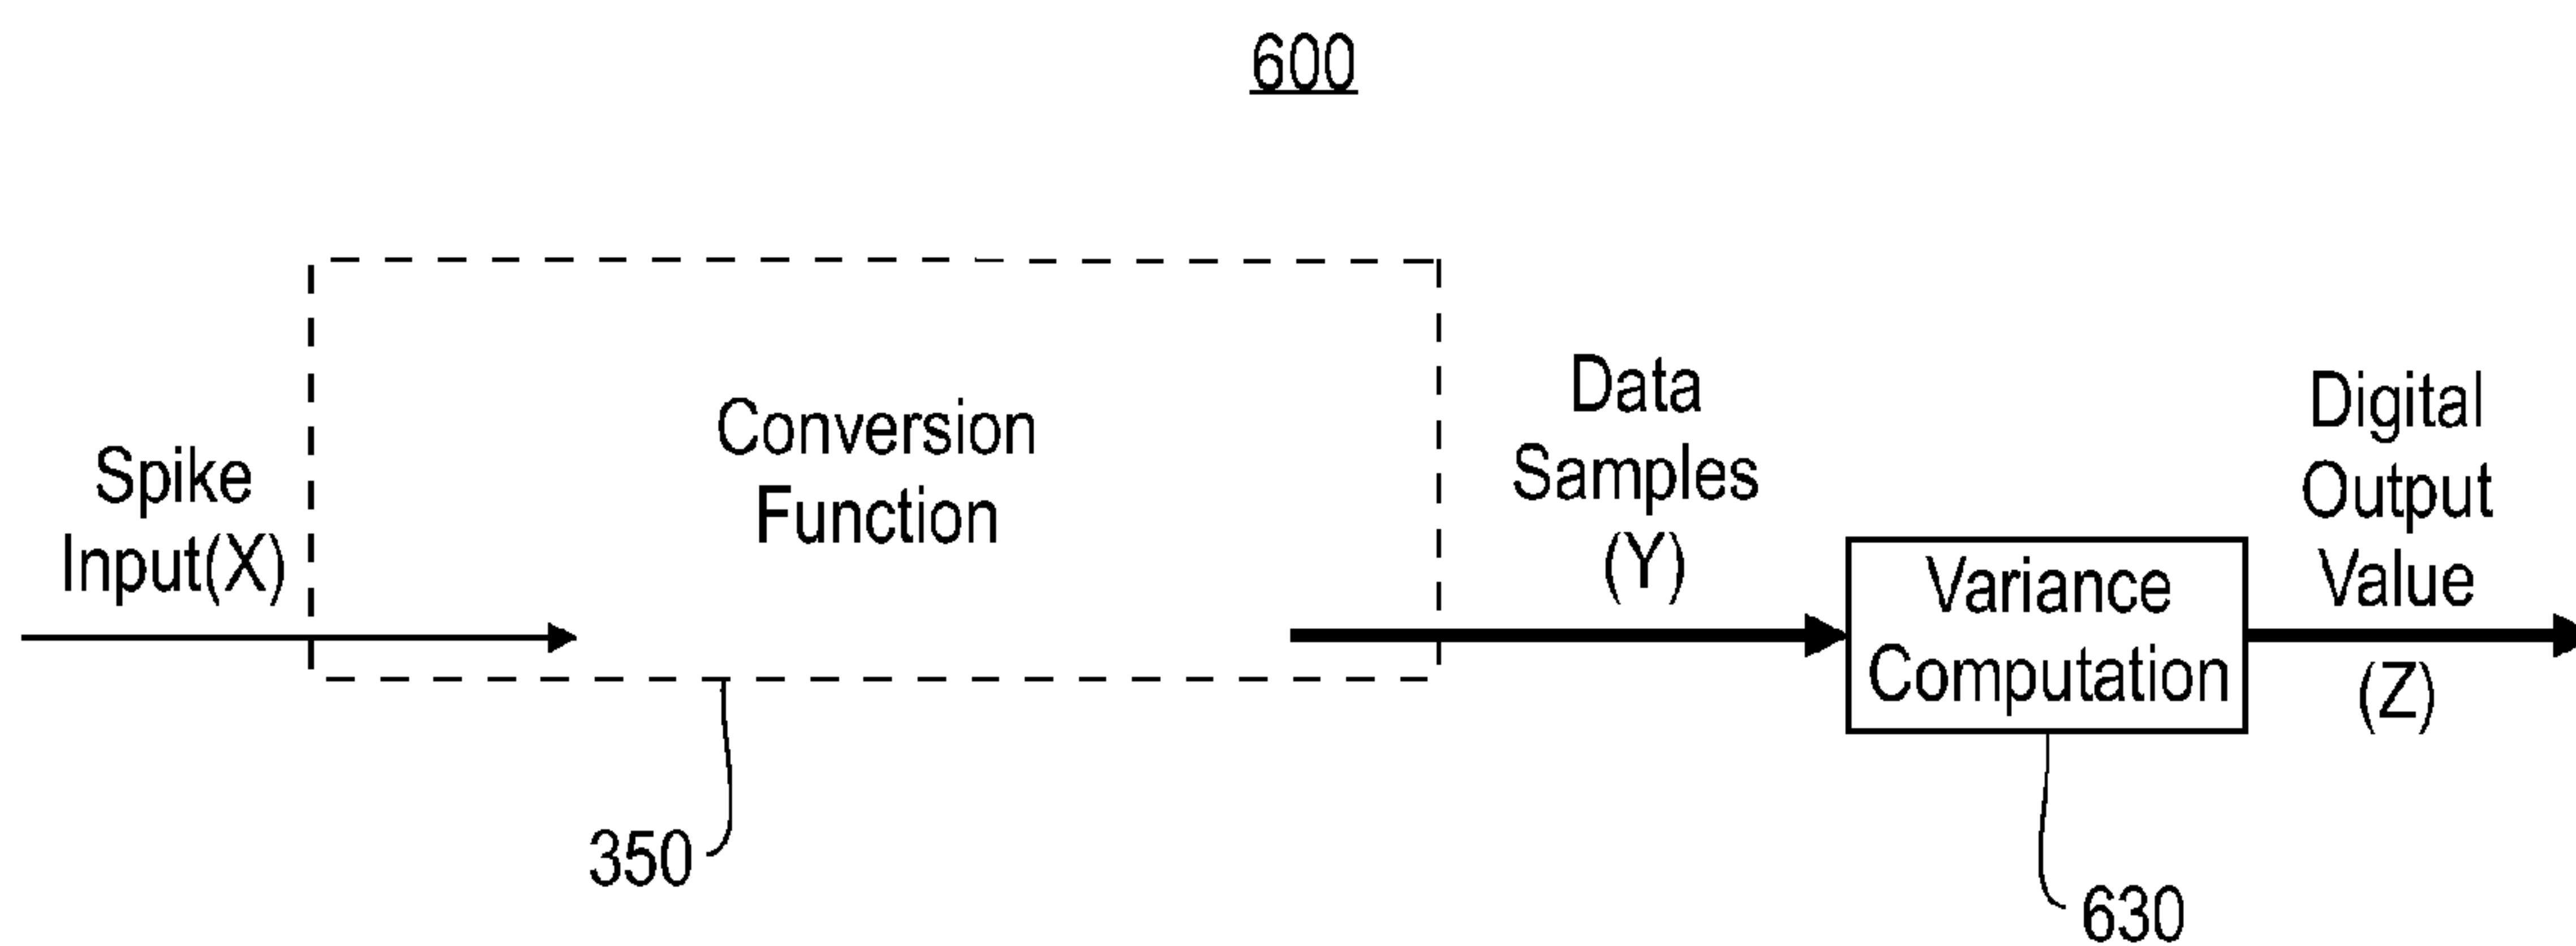 600
Spike
Input(X)
Conversion
Function
Data
Samples
(Y)
Variance
Computation
Digital
Output
Value
(Z)
350
630